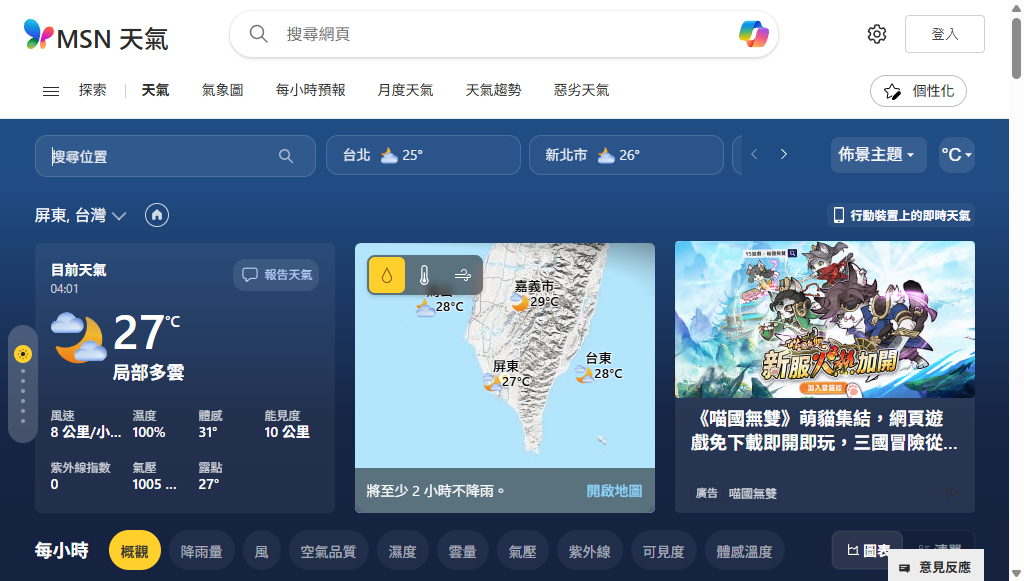 MSN 天氣
搜尋網頁
登入
探索
天氣
氣象圖
每小時預報
月度天氣
天氣趨勢
惡劣天氣
個性化
搜尋位置
台北 25°
新北市 26°
佈景主題
°C
屏東, 台灣
行動裝置上的即時天氣
目前天氣
04:01
報告天氣
27°C
局部多雲
風速
8 公里/小...
濕度
100%
體感
31°
能見度
10 公里
紫外線指數
0
氣壓
1005 ...
露點
27°
28°C
嘉義市
29°C
屏東
27°C
台東
28°C
將至少 2 小時不降雨。
開啟地圖
新服火熱加開
《喵國無雙》萌貓集結，網頁遊
戲免下載即開即玩，三國冒險從...
廣告 喵國無雙
每小時
概觀
降雨量
風
空氣品質
濕度
雲量
氣壓
紫外線
可見度
體感溫度
圖表
清單
意見反應